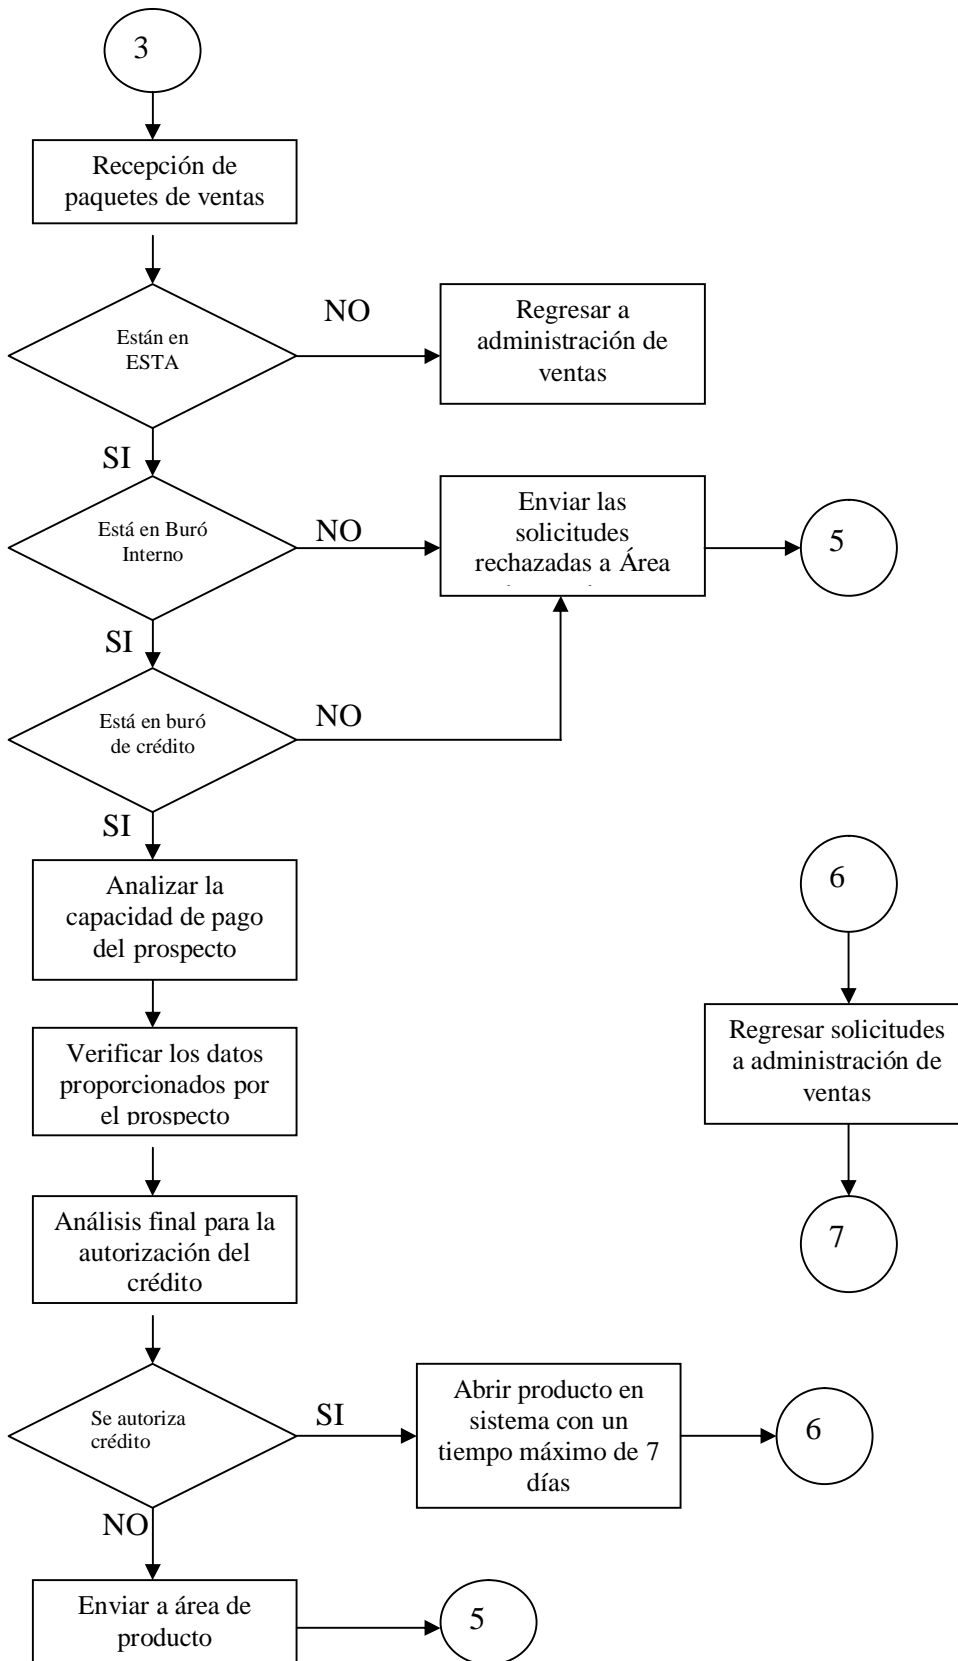 3
Recepción de
paquetes de ventas
Están en
ESTA
NO
Regresar a
administración de
ventas
SI
Está en Buró
Interno
NO
Enviar las
solicitudes
rechazadas a Área
5
SI
Está en buró
de crédito
NO
SI
Analizar la
capacidad de pago
del prospecto
Verificar los datos
proporcionados por
el prospecto
Análisis final para la
autorización del
crédito
Se autoriza
crédito
SI
Abrir producto en
sistema con un
tiempo máximo de 7
días
6
NO
Enviar a área de
producto
5
6
Regresar solicitudes
a administración de
ventas
7